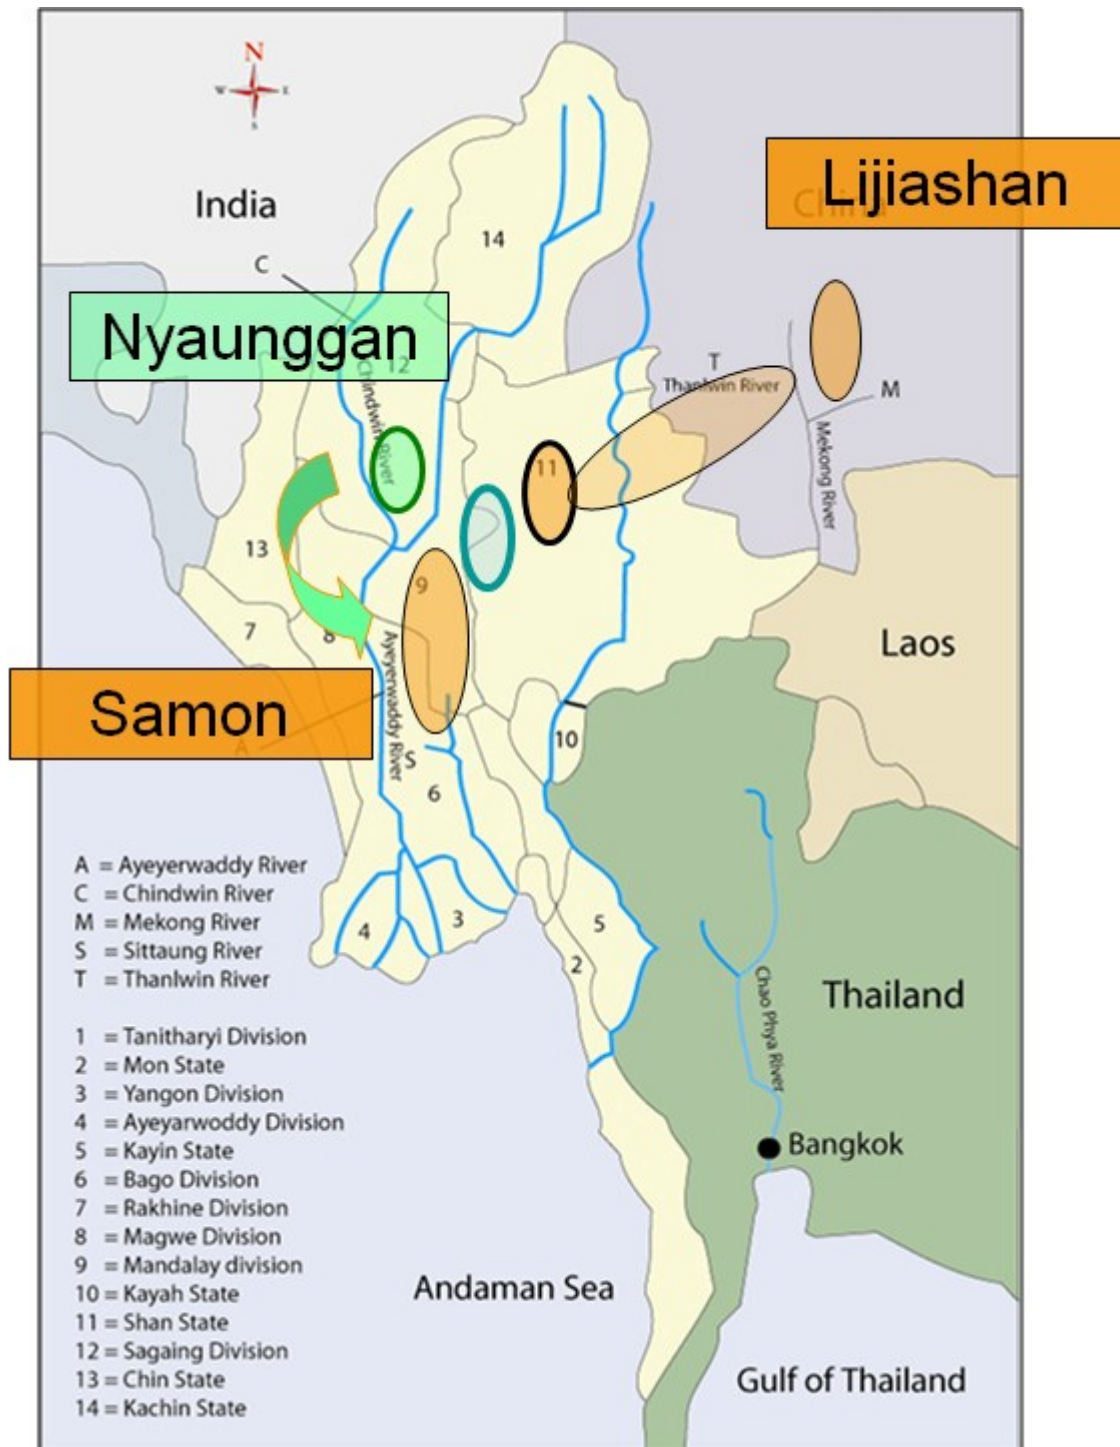 N
W
E
S
India
China
Lijiashan
14
C
Nyaunggan
12
Chindwin River
T
Thanlwin River
M
Mekong River
11
13
9
7
8
Laos
Samon
Ayeyerwaddy River
A
S
10
6
A = Ayeyerwaddy River
C = Chindwin River
M = Mekong River
S = Sittaung River
T = Thanlwin River
4
3
5
2
Chao Phya River
Thailand
1 = Tanitharyi Division
2 = Mon State
3 = Yangon Division
4 = Ayeyarwoddy Division
5 = Kayin State
6 = Bago Division
7 = Rakhine Division
8 = Magwe Division
9 = Mandalay division
10 = Kayah State
11 = Shan State
12 = Sagaing Division
13 = Chin State
14 = Kachin State
Bangkok
Andaman Sea
Gulf of Thailand